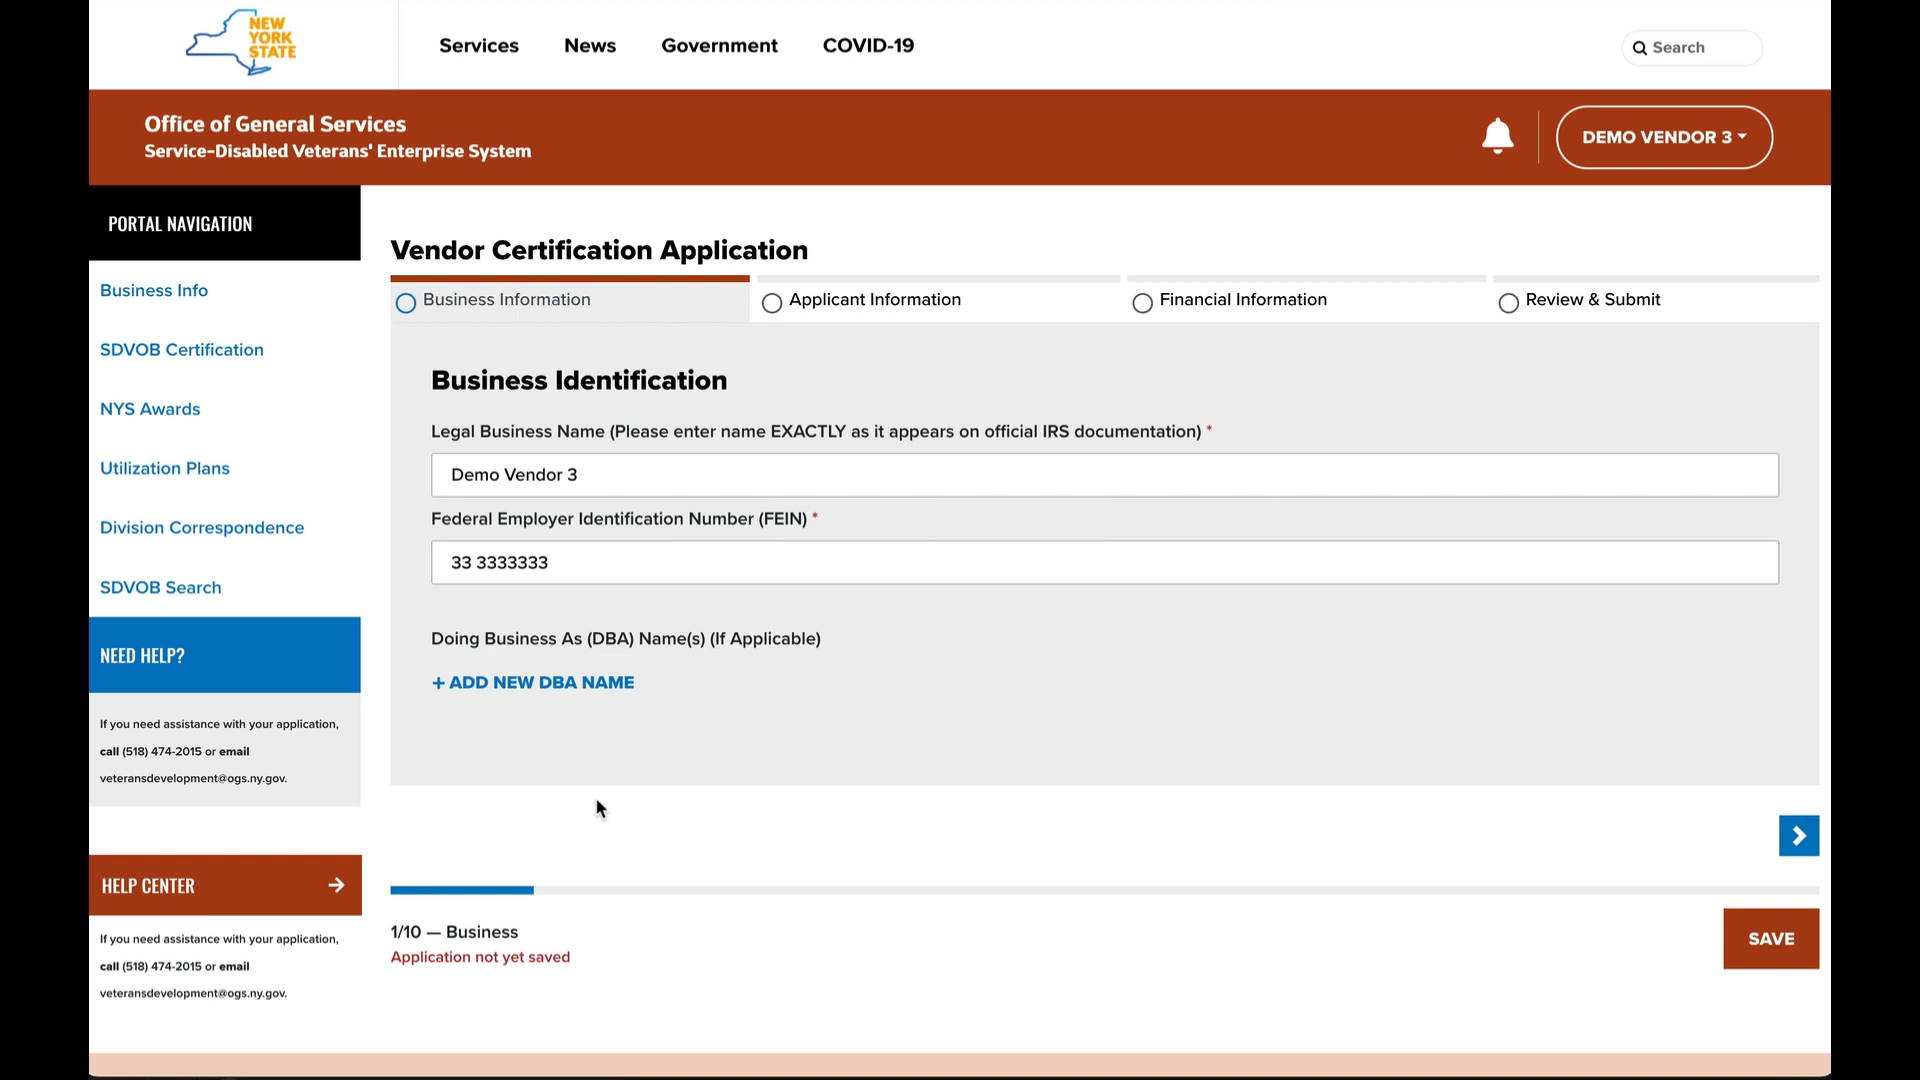 NEW
YORK
STATE
Services
News
Government
COVID-19
Search
Office of General Services
Service-Disabled Veterans' Enterprise System
DEMO VENDOR 3
PORTAL NAVIGATION
Business Info
SDVOB Certification
NYS Awards
Utilization Plans
Division Correspondence
SDVOB Search
NEED HELP?
If you need assistance with your application,
call (518) 474-2015 or email
veteransdevelopment@ogs.ny.gov.
HELP CENTER
If you need assistance with your application,
call (518) 474-2015 or email
veteransdevelopment@ogs.ny.gov.
Vendor Certification Application
Business Information
Applicant Information
Financial Information
Review & Submit
Business Identification
Legal Business Name (Please enter name EXACTLY as it appears on official IRS documentation) *
Demo Vendor 3
Federal Employer Identification Number (FEIN) *
33 3333333
Doing Business As (DBA) Name(s) (If Applicable)
+ ADD NEW DBA NAME
1/10 — Business
Application not yet saved
SAVE